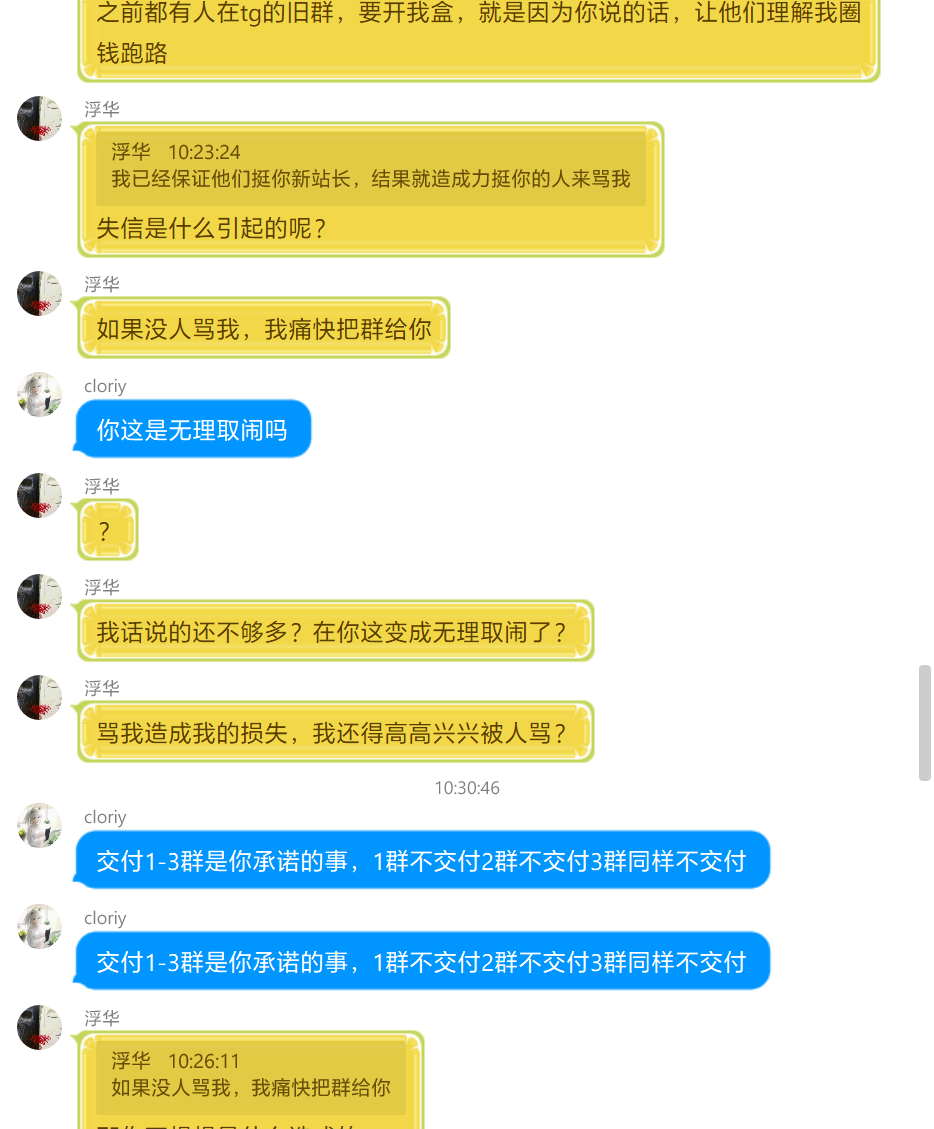 之前都有人在tg的旧群，要开我盒，就是因为你说的话，让他们理解我圈
钱跑路
浮华
浮华 10:23:24
我已经保证他们挺你新站长，结果就造成力挺你的人来骂我
失信是什么引起的呢？
浮华
如果没人骂我，我痛快把群给你
cloriy
你这是无理取闹吗
浮华
？
浮华
我话说的还不够多？在你这变成无理取闹了？
浮华
骂我造成我的损失，我还得高高兴兴被人骂？
10:30:46
cloriy
交付1-3群是你承诺的事，1群不交付2群不交付3群同样不交付
cloriy
交付1-3群是你承诺的事，1群不交付2群不交付3群同样不交付
浮华
浮华 10:26:11
如果没人骂我，我痛快把群给你